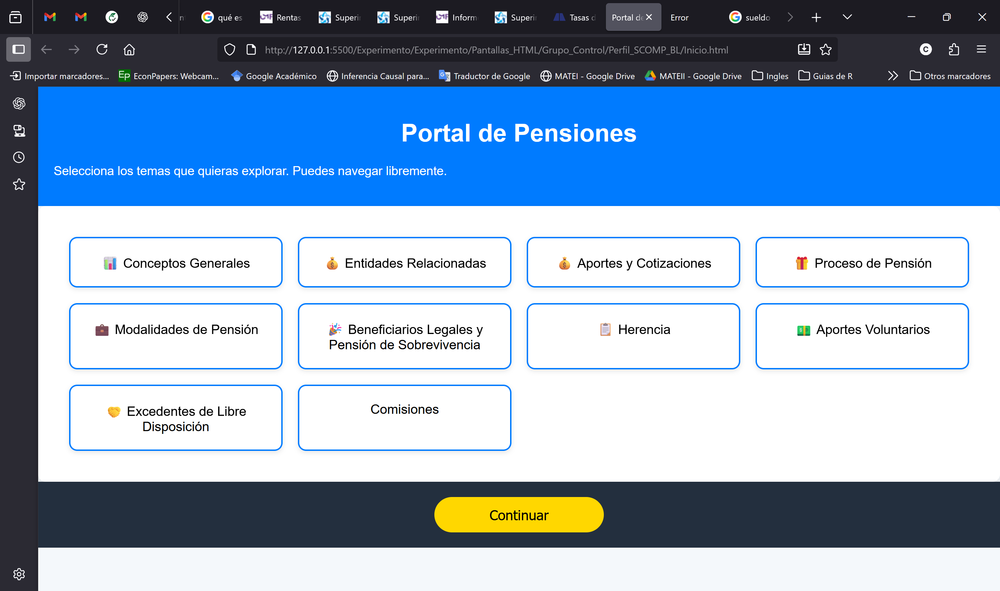 qué es
Rentas
Superin
Superin
Inform
Superin
Tasas d
Portal de
Error
sueldo
http://127.0.0.1:5500/Experimento/Experimento/Pantallas_HTML/Grupo_Control/Perfil_SCOMP_BL/Inicio.html
C
Importar marcadores...
EP EconPapers: Webcam...
Google Académico
Inferencia Causal para...
Traductor de Google
MATEI - Google Drive
MATEII - Google Drive
Ingles
Guias de R
Otros marcadores
Portal de Pensiones
Selecciona los temas que quieras explorar. Puedes navegar libremente.
Conceptos Generales
Entidades Relacionadas
Aportes y Cotizaciones
Proceso de Pensión
Modalidades de Pensión
Beneficiarios Legales y
Pensión de Sobrevivencia
Herencia
Aportes Voluntarios
Excedentes de Libre
Disposición
Comisiones
Continuar